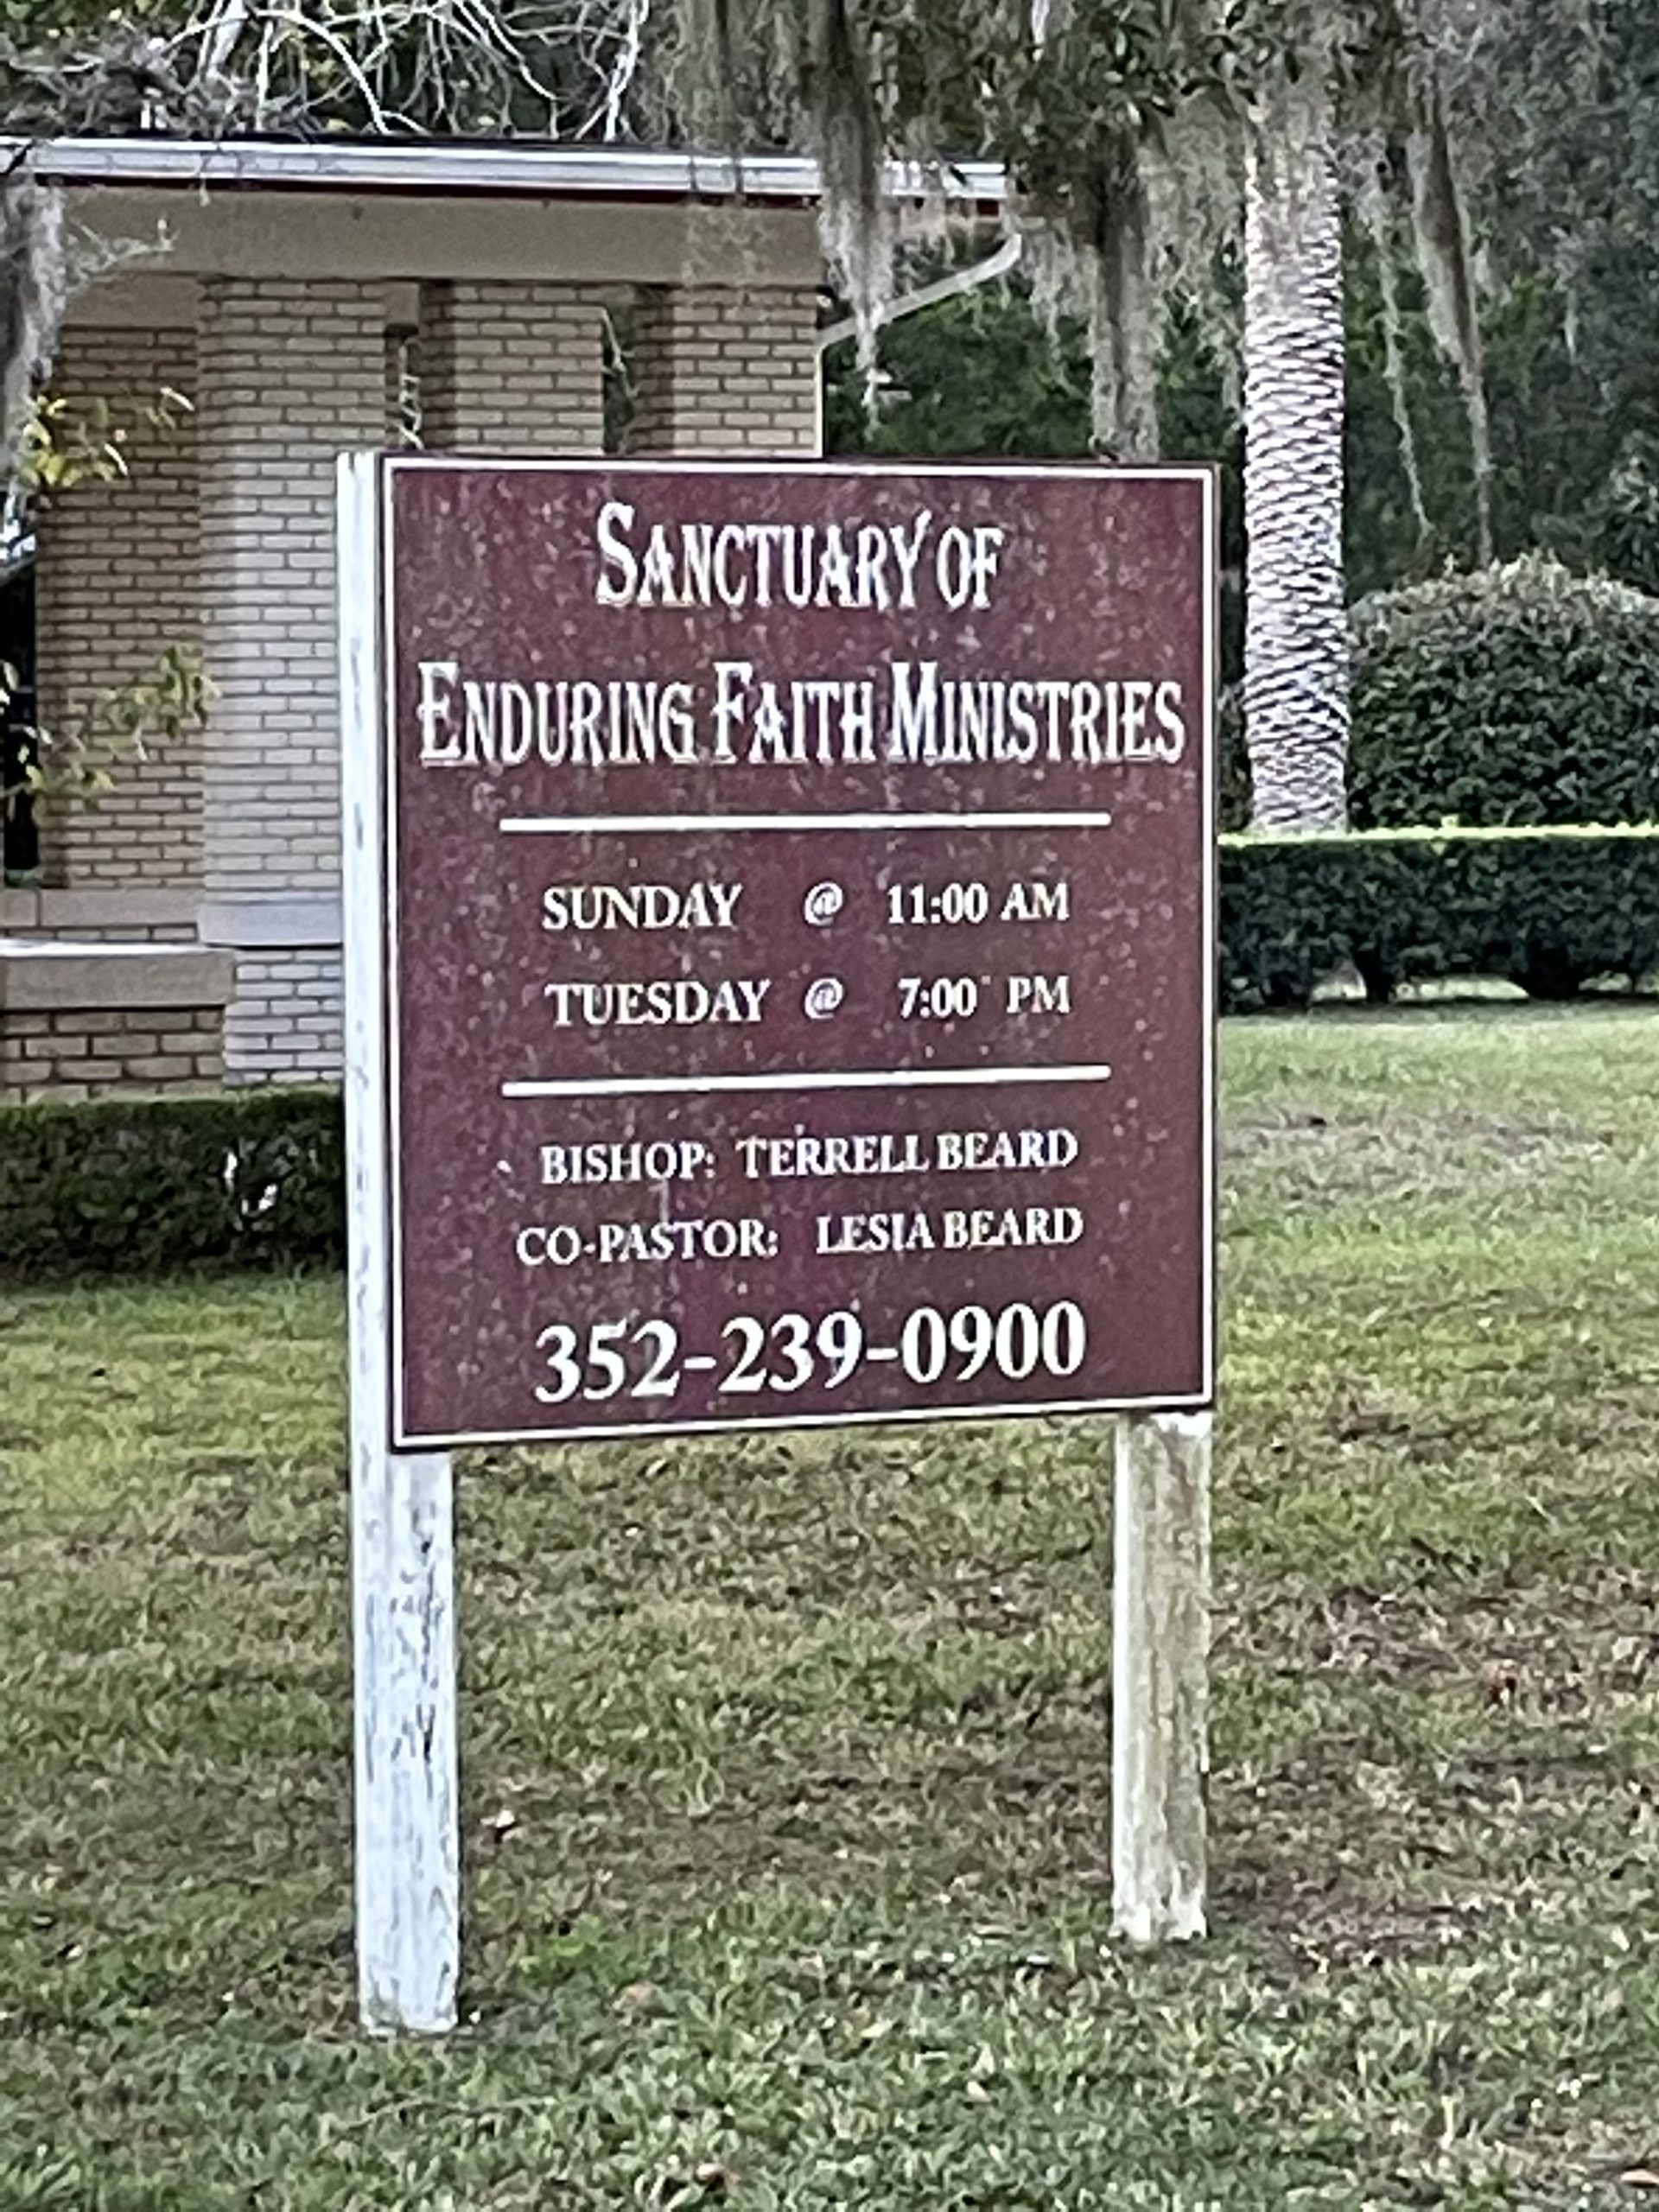 SANCTUARY OF
ENDURING FAITH MINISTRIES
SUNDAY @ 11:00 AM
TUESDAY @ 7:00 PM
BISHOP: TERRELL BEARD
CO-PASTOR: LESIA BEARD
352-239-0900